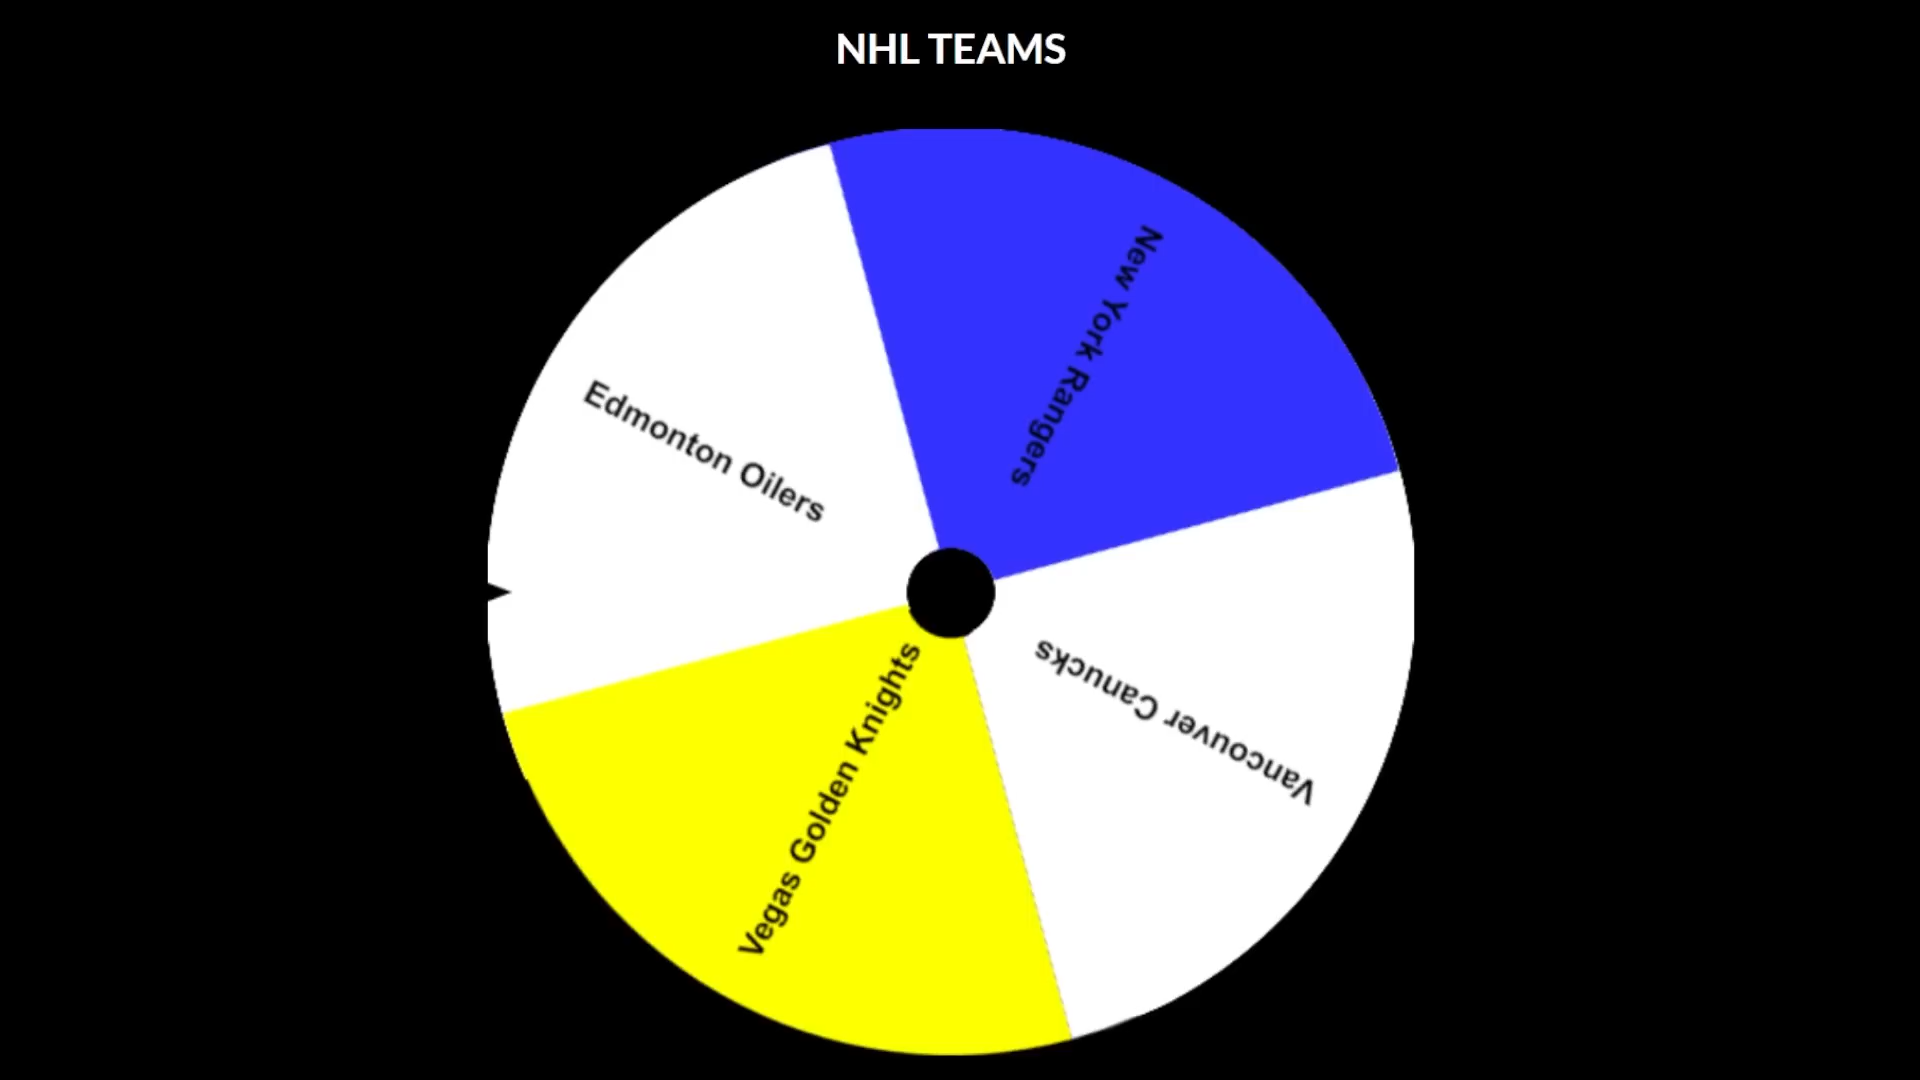 NHL TEAMS
New York Rangers
Edmonton Oilers
Vancouver Canucks
Vegas Golden Knights